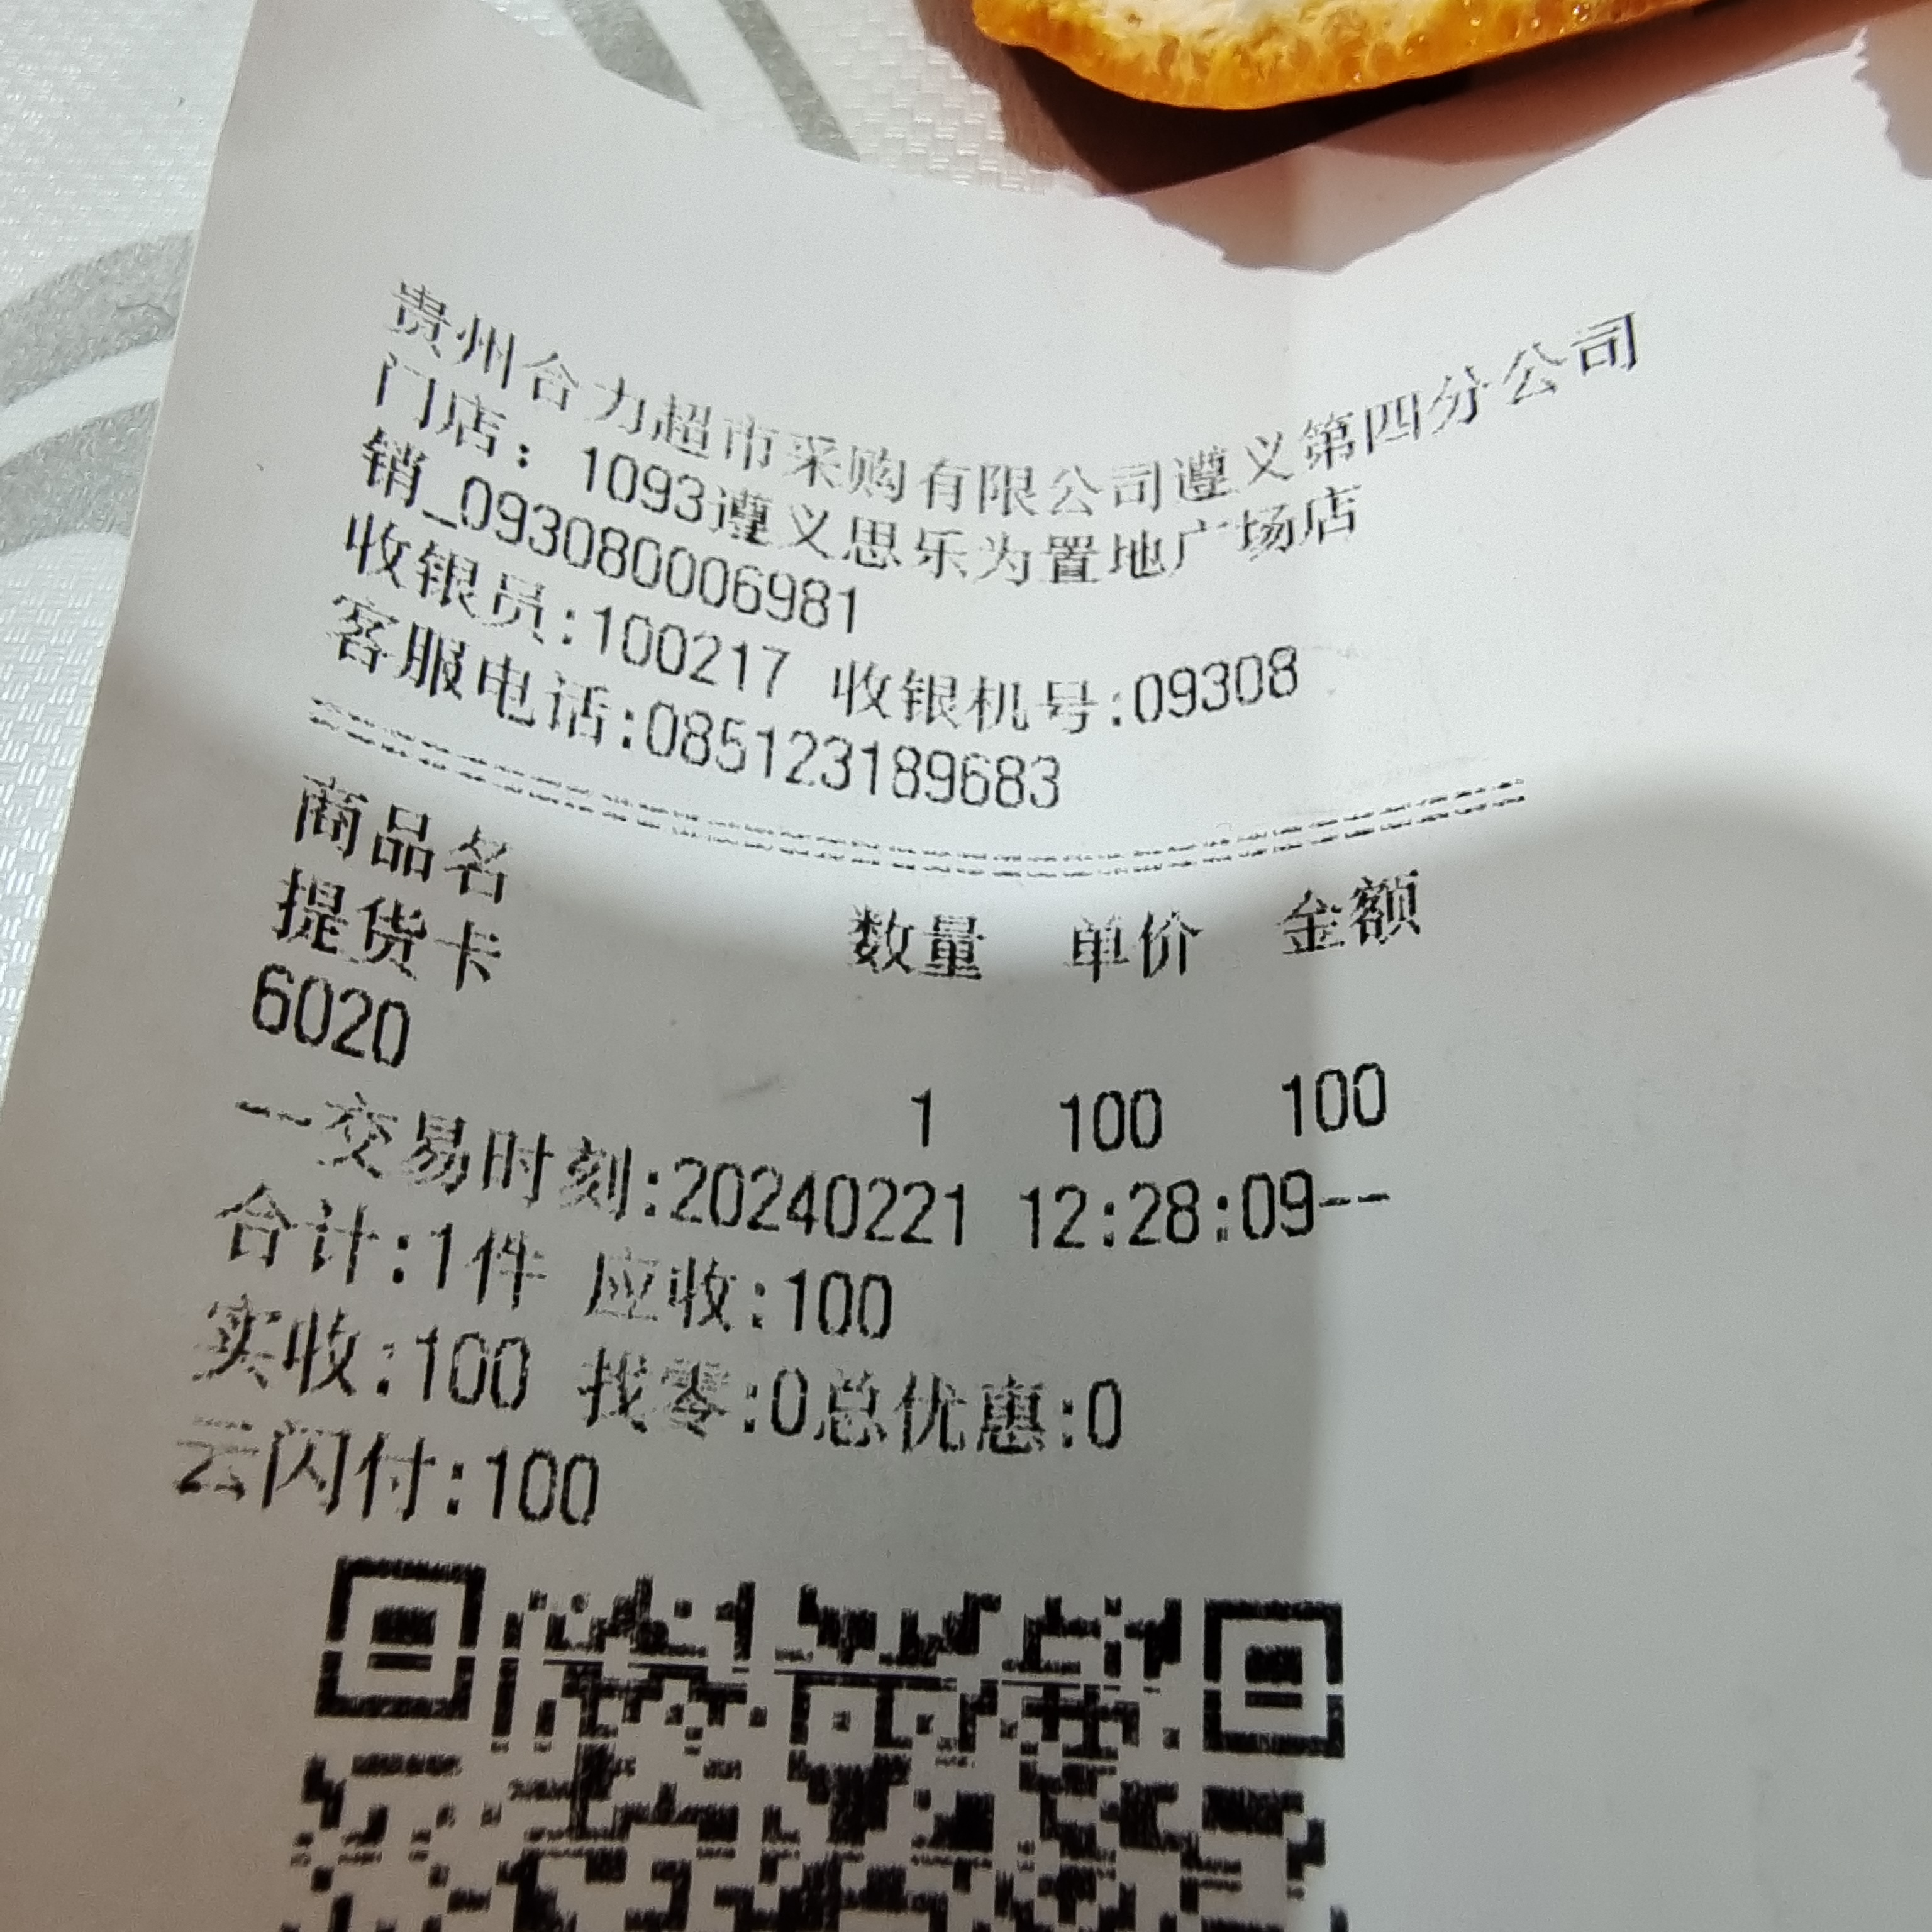 贵州合力超市采购有限公司遵义第四分公司
门店：1093遵义思乐为置地广场店
销_093080006981
收银员:100217 收银机号:09308
客服电话:085123189683
商品名 数量 单价 金额
提货卡
6020
1 100 100
--交易时刻:20240221 12:28:09--
合计:1件 应收:100
实收:100 找零:0总优惠:0
云闪付:100